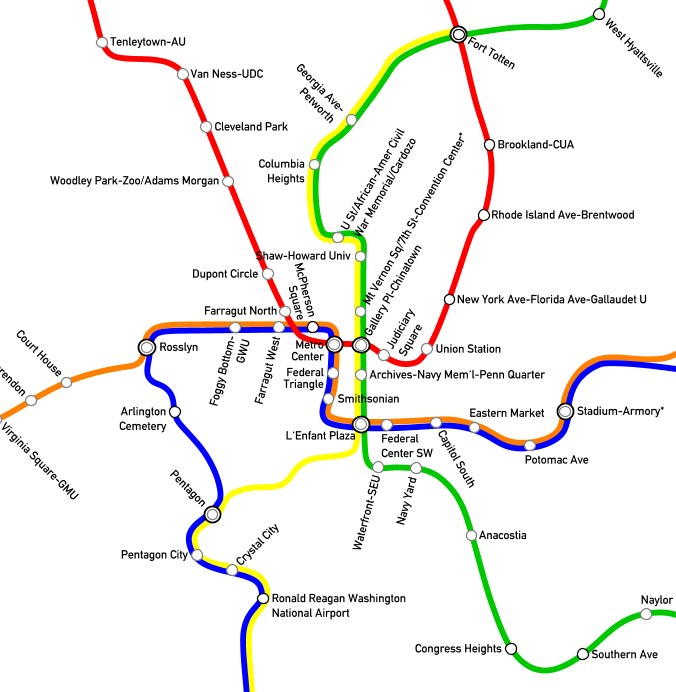 Tenleytown-AU
Van Ness-UDC
Cleveland Park
Woodley Park-Zoo/Adams Morgan
Dupont Circle
Farragut North
McPherson
Square
Fort Totten
West Hyattsville
Georgia Ave-
Petworth
Columbia
Heights
U St/African-Amer Civil
War Memorial/Cardozo
Shaw-Howard Univ
Mt Vernon Sq/7th St-Convention Center*
Gallery Pl-Chinatown
Brookland-CUA
Rhode Island Ave-Brentwood
New York Ave-Florida Ave-Gallaudet U
Judiciary
Square
Union Station
Metro
Center
Court House
Rosslyn
Foggy Bottom-
GWU
Farragut West
Federal
Triangle
Archives-Navy Mem'l-Penn Quarter
Smithsonian
Virginia Square-GMU
Arlington
Cemetery
L'Enfant Plaza
Federal
Center SW
Capitol South
Eastern Market
Stadium-Armory*
Potomac Ave
Pentagon
Waterfront-SEU
Navy Yard
Pentagon City
Crystal City
Anacostia
Ronald Reagan Washington
National Airport
Congress Heights
Southern Ave
Naylor